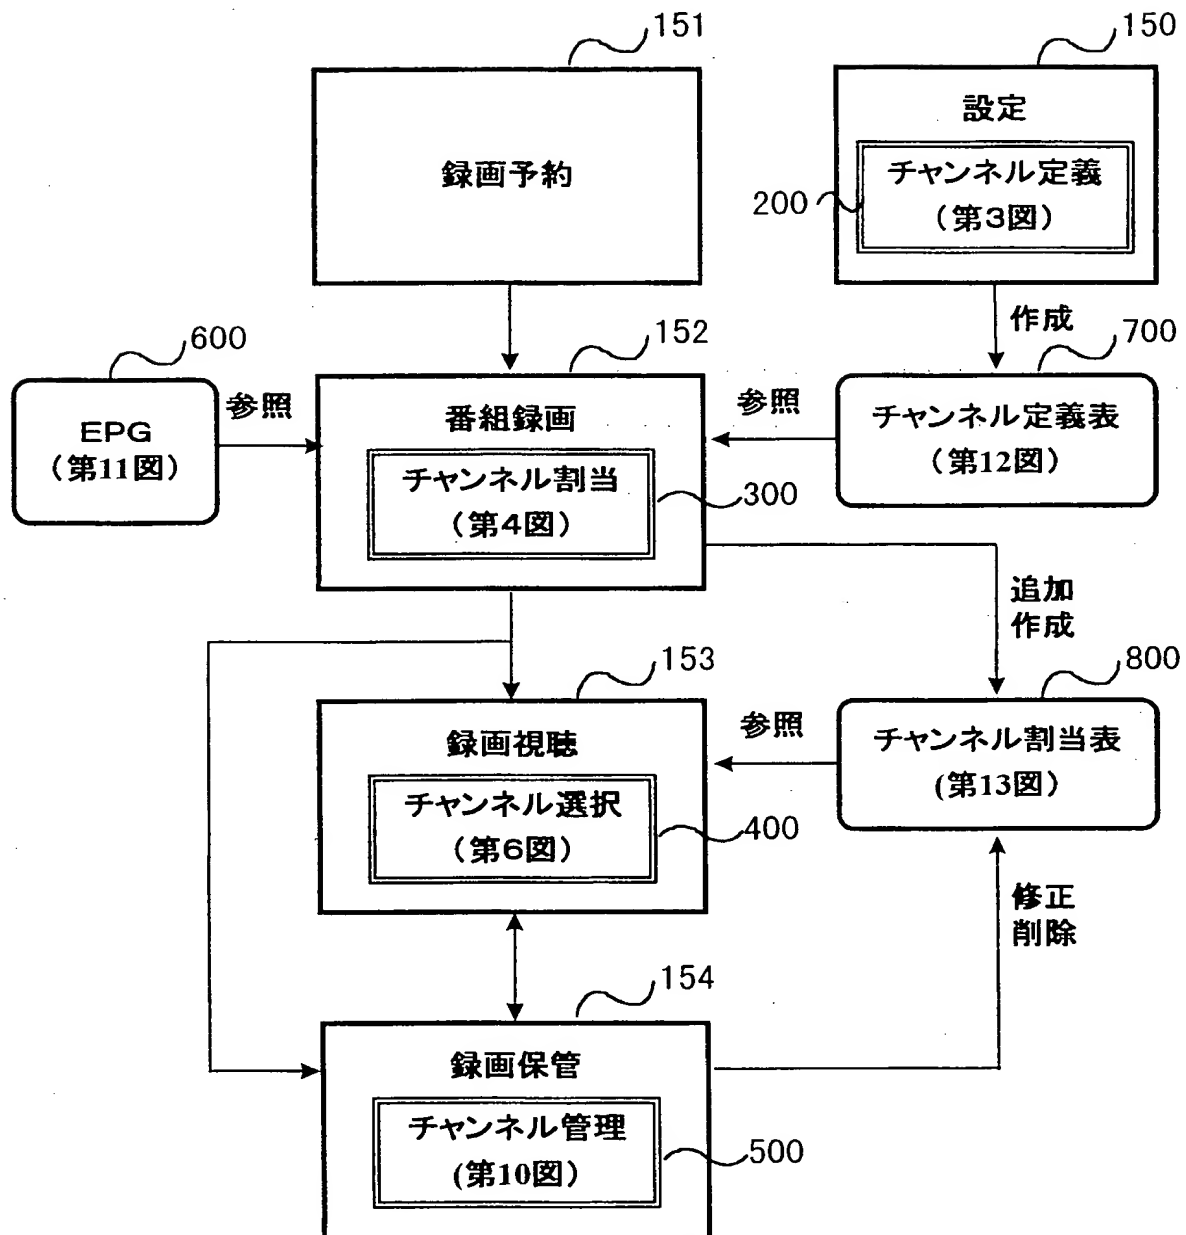 151
150
録画予約
設定
チャンネル定義
(第3図)
200
作成
600
152
700
EPG
(第11図)
参照
番組録画
チャンネル割当
(第4図)
300
参照
チャンネル定義表
(第12図)
追加
作成
153
800
録画視聴
チャンネル選択
(第6図)
400
参照
チャンネル割当表
(第13図)
修正
削除
154
録画保管
チャンネル管理
(第10図)
500